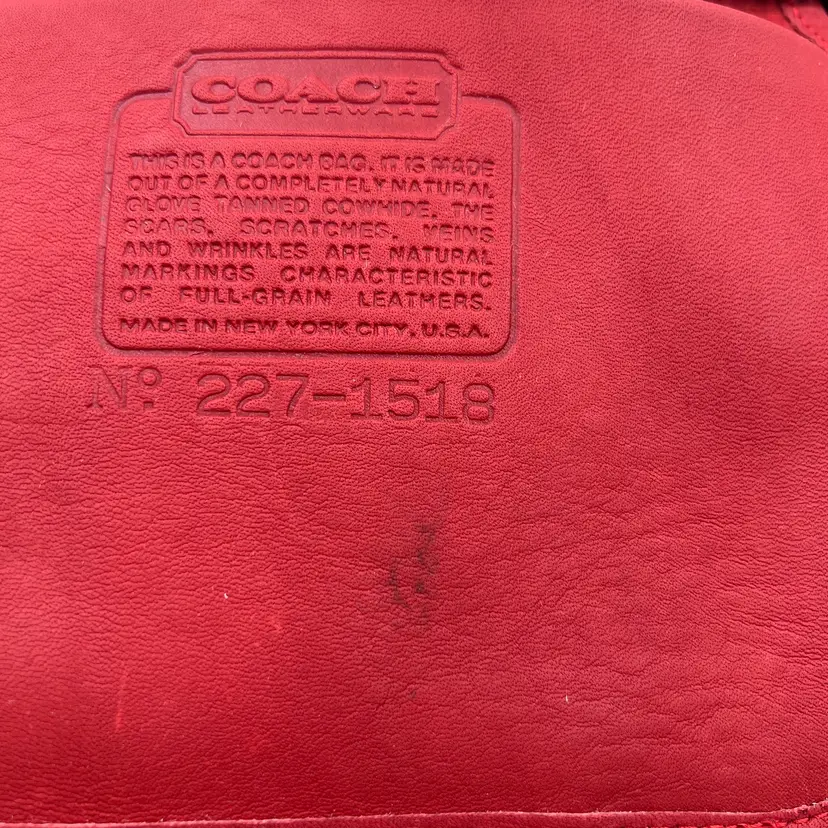 COACH
LEATHERWARE
THIS IS A COACH BAG. IT IS MADE
OUT OF A COMPLETELY NATURAL
GLOVE TANNED COWHIDE. THE
SCARS, SCRATCHES, VEINS
AND WRINKLES ARE NATURAL
MARKINGS CHARACTERISTIC
OF FULL-GRAIN LEATHERS.
MADE IN NEW YORK CITY, U.S.A.
Nº 227-1518